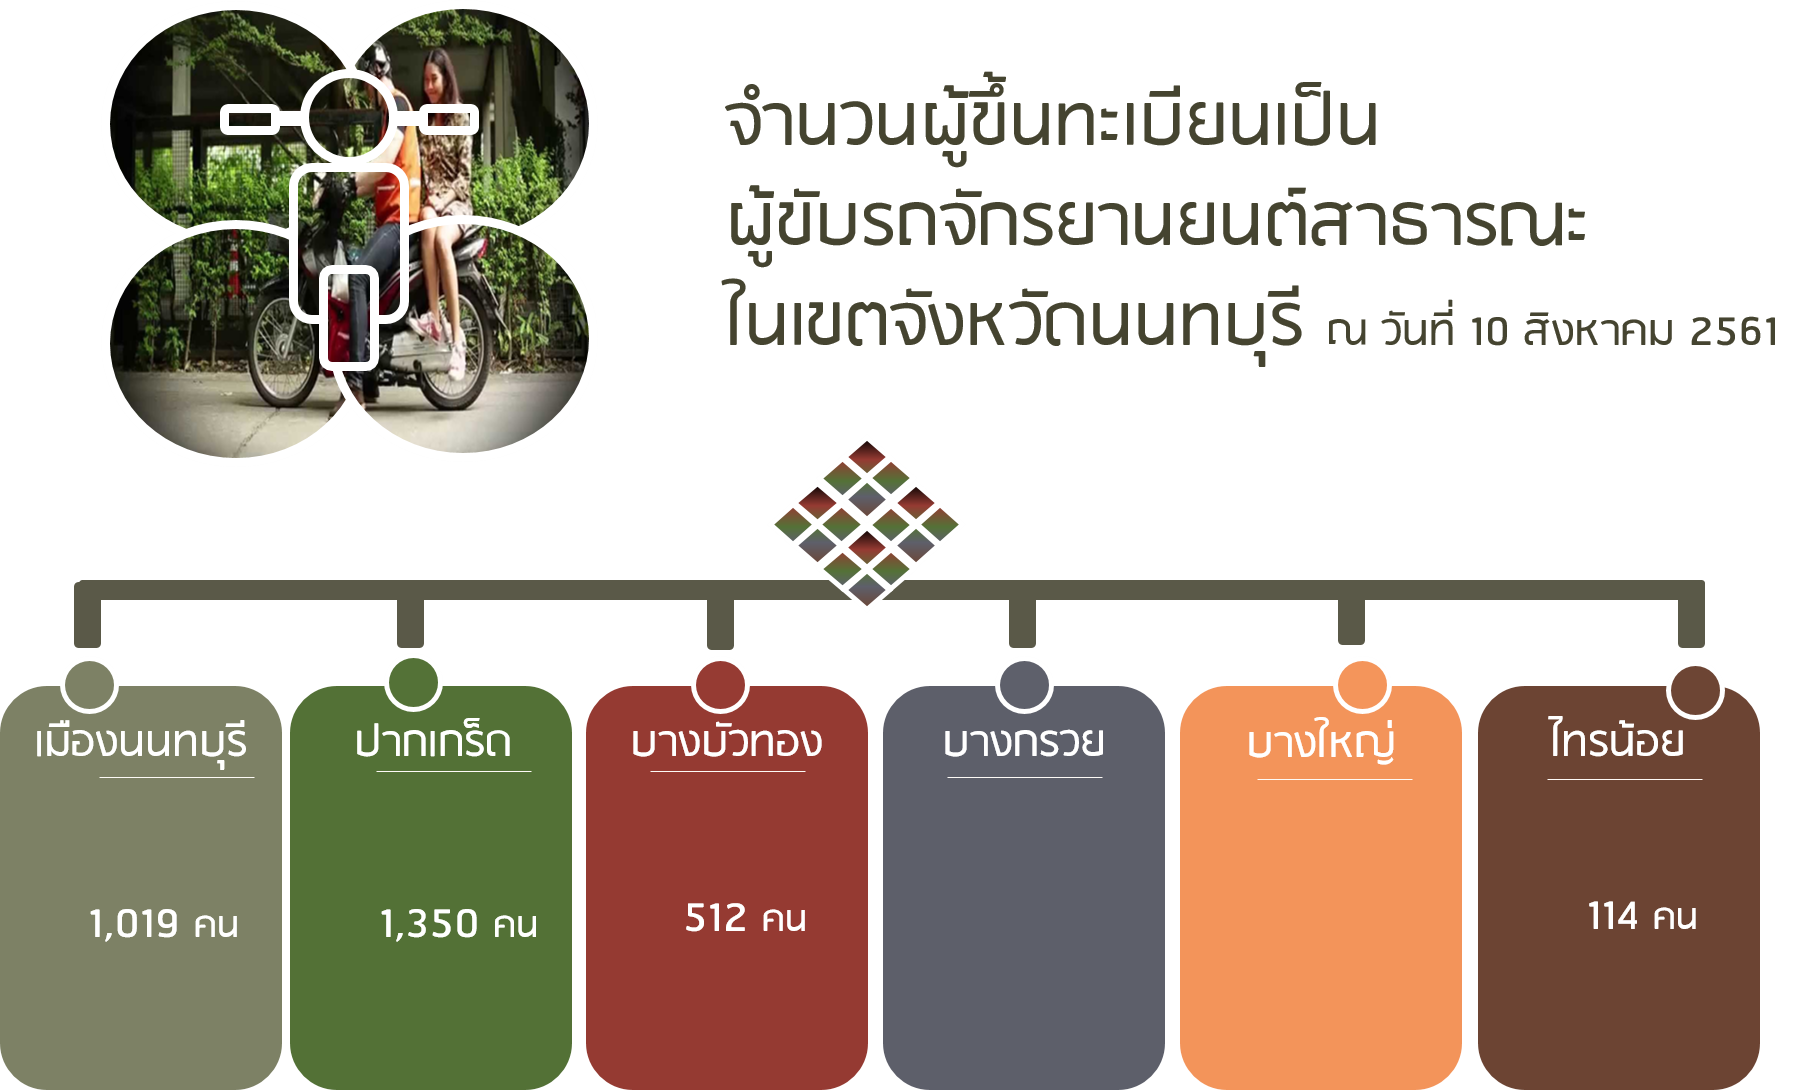 จำนวนผู้ขึ้นทะเบียนเป็น
ผู้ขับรถจักรยานยนต์สาธารณะ
ในเขตจังหวัดนนทบุรี ณ วันที่ 10 สิงหาคม 2561
เมืองนนทบุรี
1,019 คน
ปากเกร็ด
1,350 คน
บางบัวทอง
512 คน
บางกรวย
บางใหญ่
ไทรน้อย
114 คน